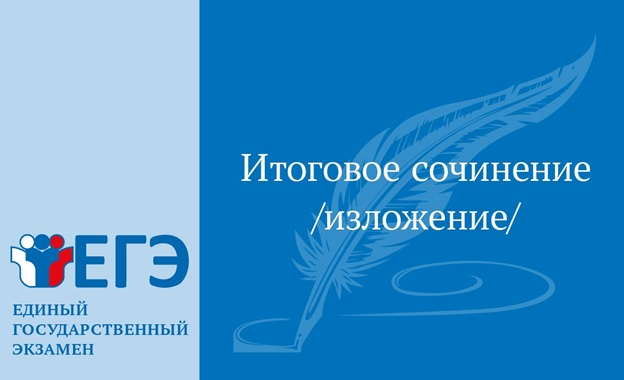 Итоговое сочинение
/изложение/
ЕГЭ
ЕДИНЫЙ
ГОСУДАРСТВЕННЫЙ
ЭКЗАМЕН